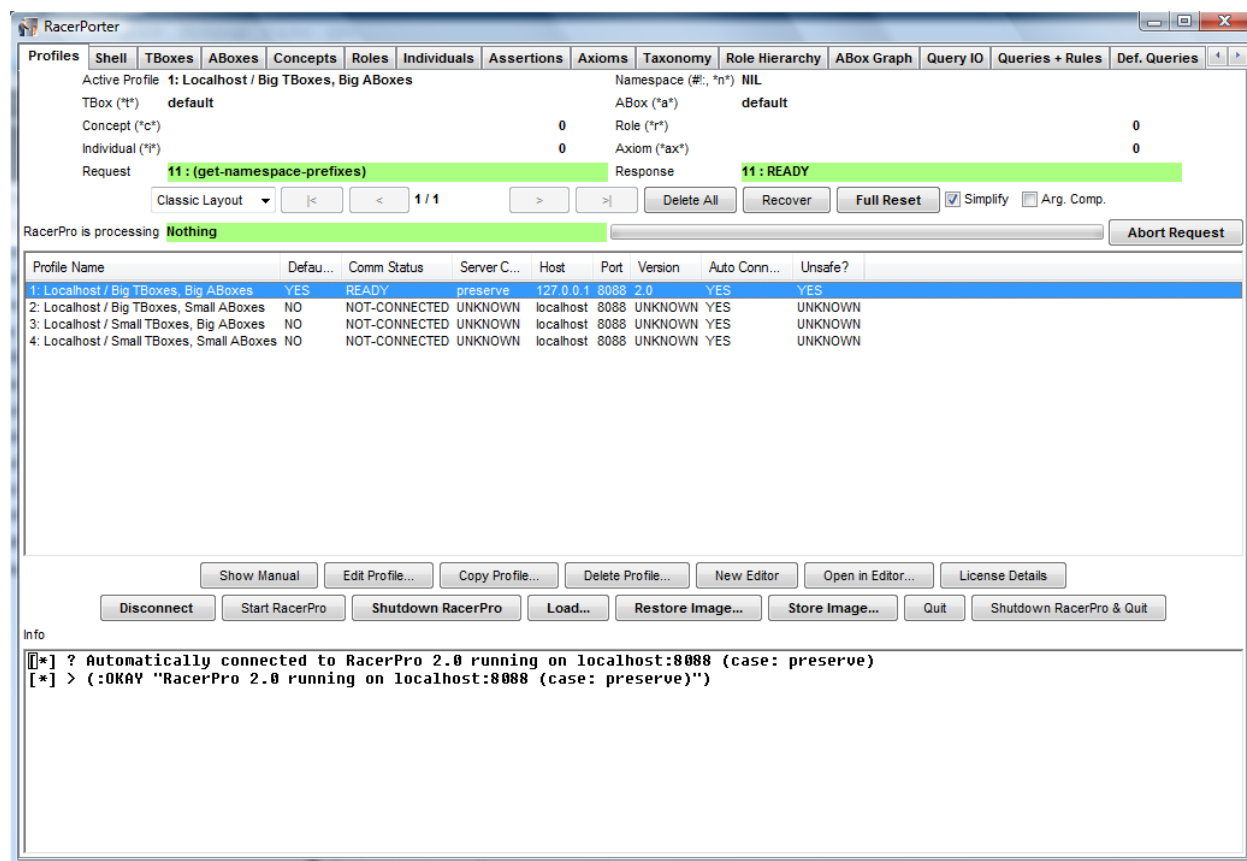 RacerPorter
Profiles Shell TBoxes ABoxes Concepts Roles Individuals Assertions Axioms Taxonomy Role Hierarchy ABox Graph Query IO Queries + Rules Def. Queries
Active Profile 1: Localhost / Big TBoxes, Big ABoxes Namespace (#!:, *n*) NIL
TBox (*t*) default ABox (*a*) default
Concept (*c*) 0 Role (*r*) 0
Individual (*i*) 0 Axiom (*ax*) 0
Request 11 : (get-namespace-prefixes) Response 11 : READY
Classic Layout |< < 1 / 1 > >| Delete All Recover Full Reset Simplify Arg. Comp.
RacerPro is processing Nothing Abort Request
Profile Name Defau... Comm Status Server C... Host Port Version Auto Conn... Unsafe?
1: Localhost / Big TBoxes, Big ABoxes YES READY preserve 127.0.0.1 8088 2.0 YES YES
2: Localhost / Big TBoxes, Small ABoxes NO NOT-CONNECTED UNKNOWN localhost 8088 UNKNOWN YES UNKNOWN
3: Localhost / Small TBoxes, Big ABoxes NO NOT-CONNECTED UNKNOWN localhost 8088 UNKNOWN YES UNKNOWN
4: Localhost / Small TBoxes, Small ABoxes NO NOT-CONNECTED UNKNOWN localhost 8088 UNKNOWN YES UNKNOWN
Show Manual Edit Profile... Copy Profile... Delete Profile... New Editor Open in Editor... License Details
Disconnect Start RacerPro Shutdown RacerPro Load... Restore Image... Store Image... Quit Shutdown RacerPro & Quit
Info
[*] ? Automatically connected to RacerPro 2.0 running on localhost:8088 (case: preserve)
[*] > (:OKAY "RacerPro 2.0 running on localhost:8088 (case: preserve)")